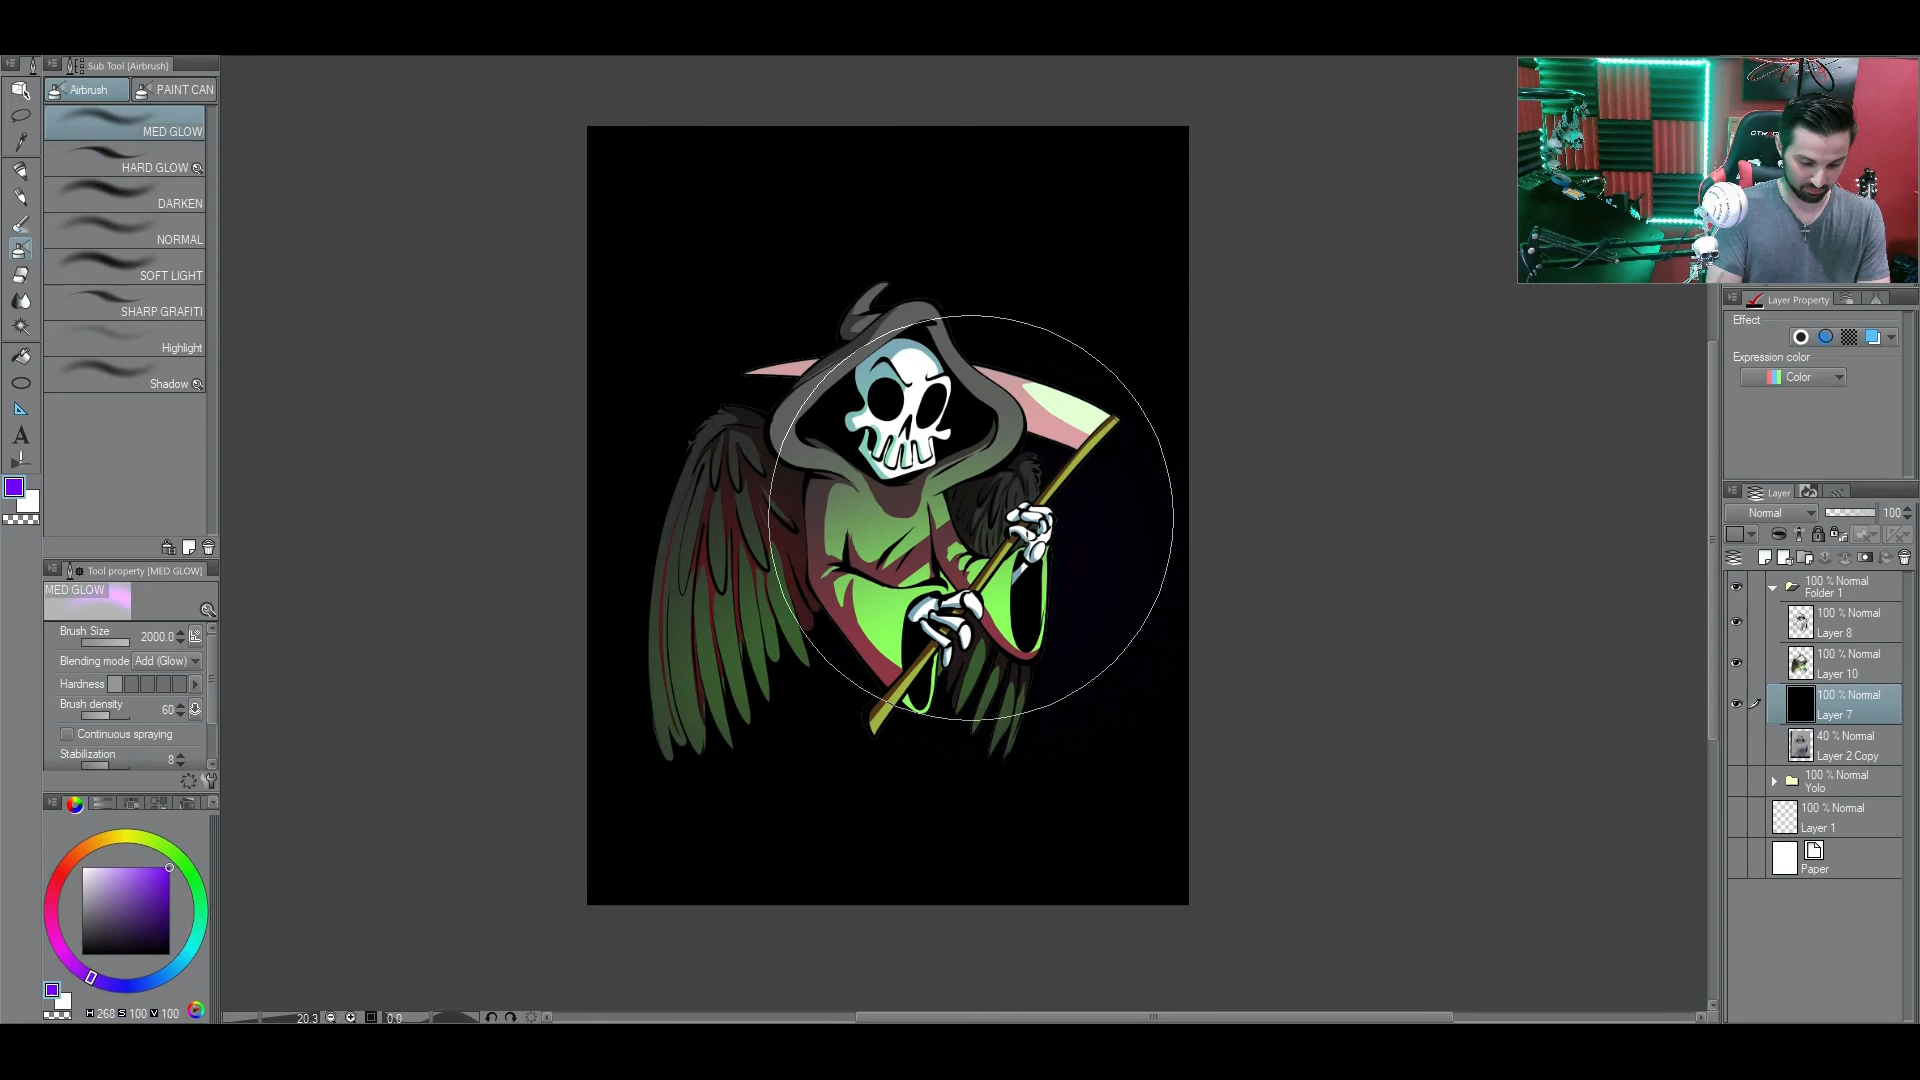 Sub Tool [Airbrush]
Airbrush
PAINT CAN
MED GLOW
HARD GLOW
DARKEN
NORMAL
SOFT LIGHT
SHARP GRAFITI
Highlight
Shadow
Tool property [MED GLOW]
MED GLOW
Brush Size 2000.0
Blending mode Add (Glow)
Hardness
Brush density 60
Continuous spraying
Stabilization 8
H 268 S 100 V 100
20.3
0.0
Layer Property
Effect
Expression color
Color
Layer
Normal 100
100 % Normal
Folder 1
100 % Normal
Layer 8
100 % Normal
Layer 10
100 % Normal
Layer 7
40 % Normal
Layer 2 Copy
100 % Normal
Yolo
100 % Normal
Layer 1
Paper